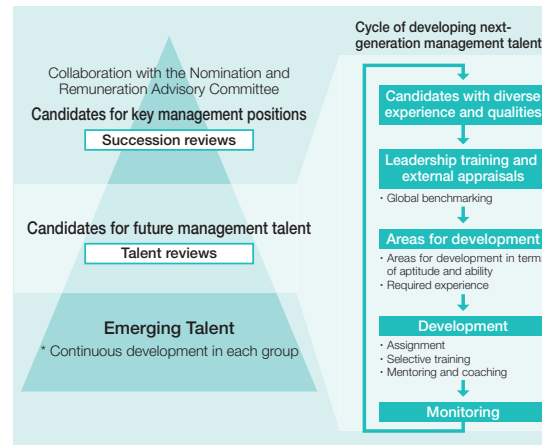 Collaboration with the Nomination and
Remuneration Advisory Committee
Candidates for key management positions
Succession reviews
Candidates for future management talent
Talent reviews
Emerging Talent
* Continuous development in each group
Cycle of developing next-
generation management talent
Candidates with diverse
experience and qualities
Leadership training and
external appraisals
・Global benchmarking
Areas for development
・Areas for development in terms
of aptitude and ability
・Required experience
Development
・Assignment
・Selective training
・Mentoring and coaching
Monitoring